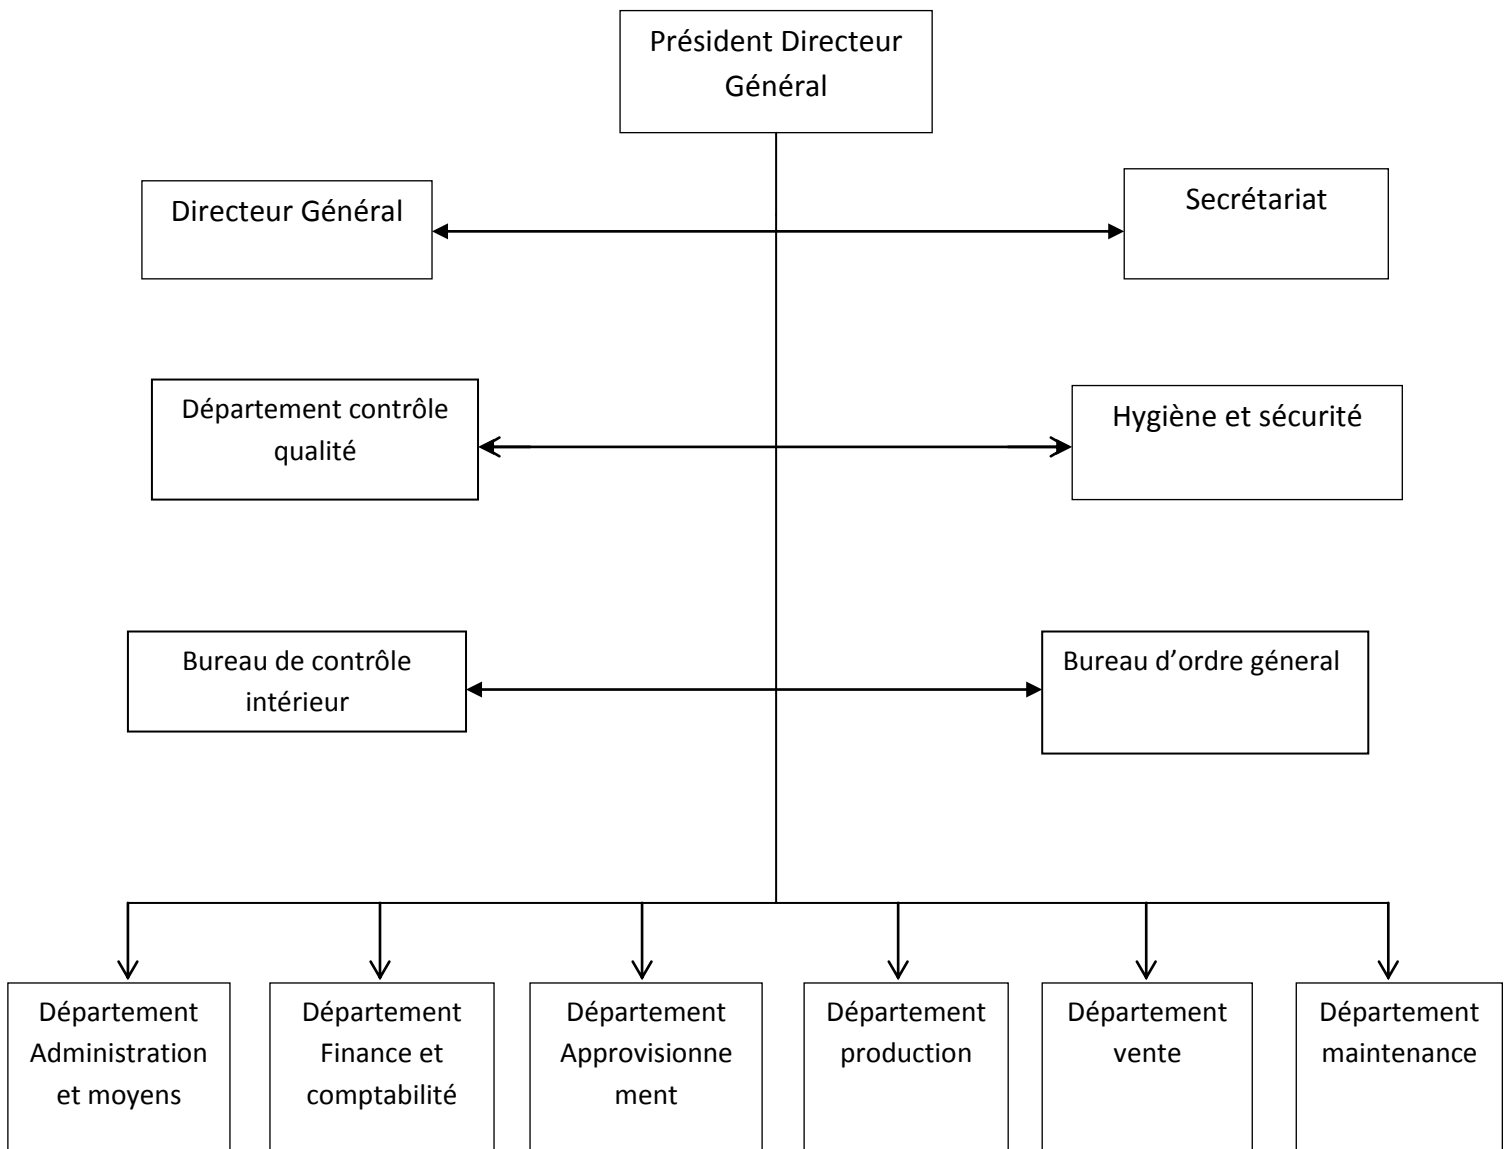 Président Directeur
Général
Directeur Général
Secrétariat
Département contrôle
qualité
Hygiène et sécurité
Bureau de contrôle
intérieur
Bureau d’ordre géneral
Département
Administration
et moyens
Département
Finance et
comptabilité
Département
Approvisionne
ment
Département
production
Département
vente
Département
maintenance